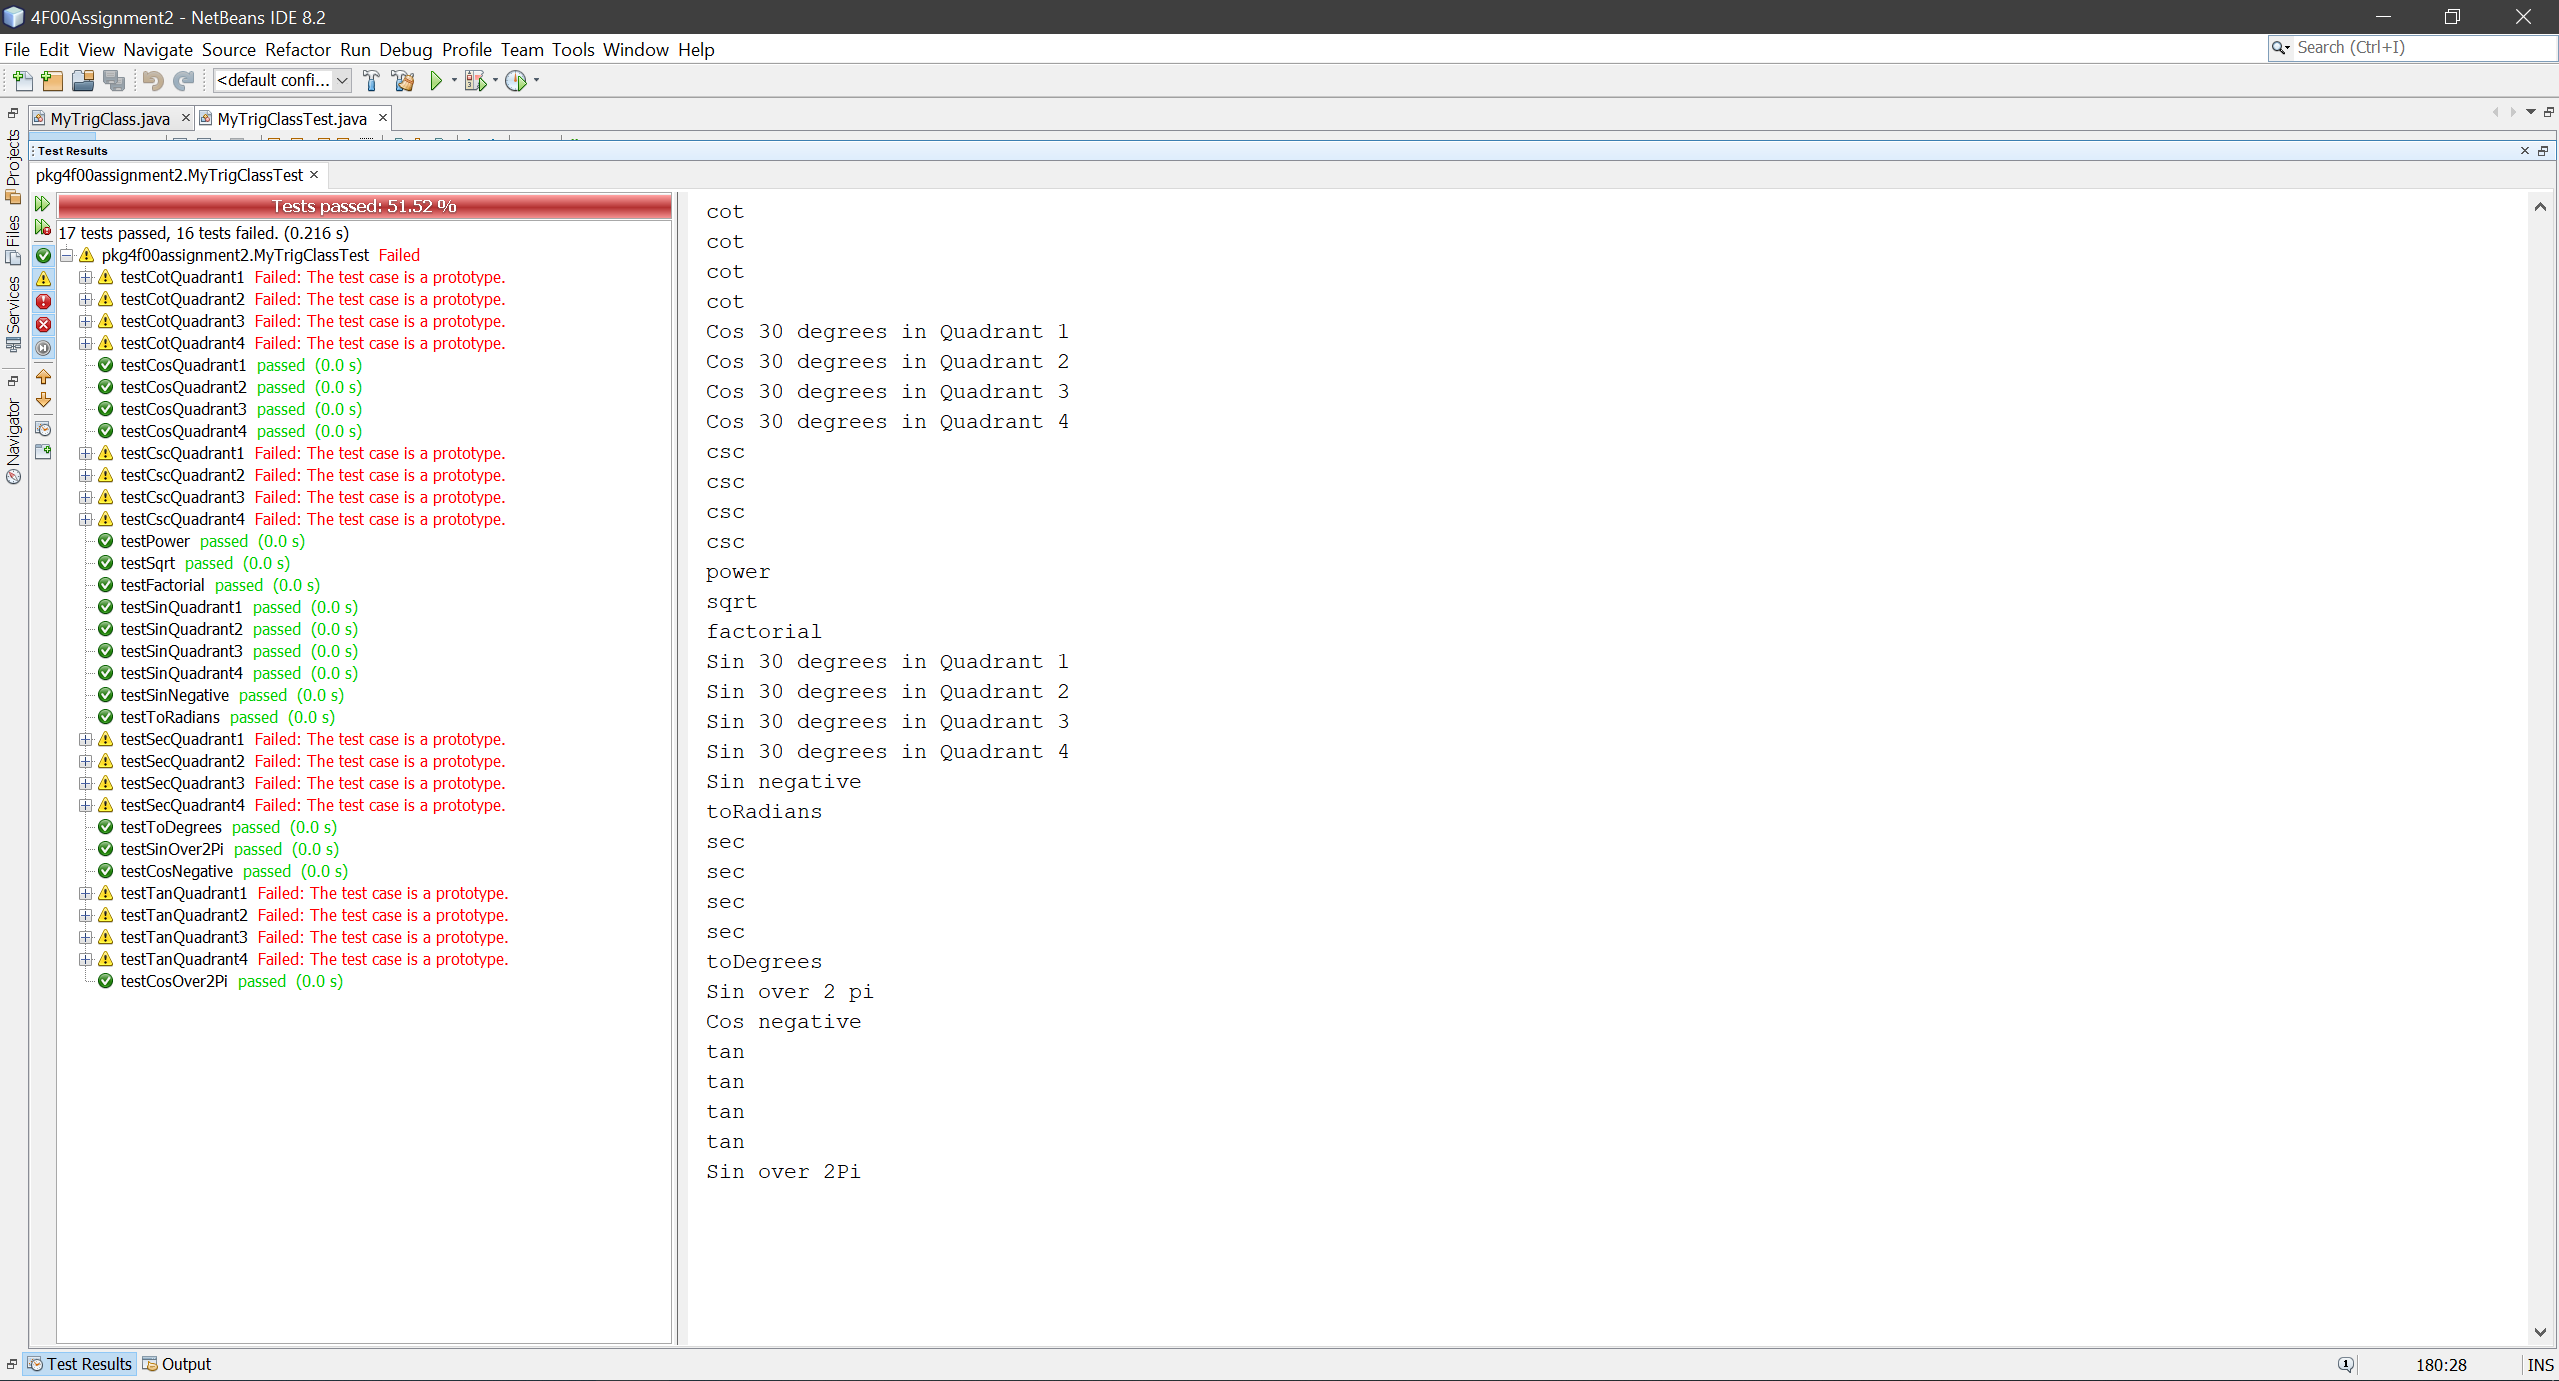 4F00Assignment2 - NetBeans IDE 8.2
File Edit View Navigate Source Refactor Run Debug Profile Team Tools Window Help
Search (Ctrl+I)
<default confi...
MyTrigClass.java
MyTrigClassTest.java
Projects
Files
Services
Navigator
Test Results
pkg4f00assignment2.MyTrigClassTest
Tests passed: 51.52 %
17 tests passed, 16 tests failed. (0.216 s)
pkg4f00assignment2.MyTrigClassTest Failed
testCotQuadrant1 Failed: The test case is a prototype.
testCotQuadrant2 Failed: The test case is a prototype.
testCotQuadrant3 Failed: The test case is a prototype.
testCotQuadrant4 Failed: The test case is a prototype.
testCosQuadrant1 passed (0.0 s)
testCosQuadrant2 passed (0.0 s)
testCosQuadrant3 passed (0.0 s)
testCosQuadrant4 passed (0.0 s)
testCscQuadrant1 Failed: The test case is a prototype.
testCscQuadrant2 Failed: The test case is a prototype.
testCscQuadrant3 Failed: The test case is a prototype.
testCscQuadrant4 Failed: The test case is a prototype.
testPower passed (0.0 s)
testSqrt passed (0.0 s)
testFactorial passed (0.0 s)
testSinQuadrant1 passed (0.0 s)
testSinQuadrant2 passed (0.0 s)
testSinQuadrant3 passed (0.0 s)
testSinQuadrant4 passed (0.0 s)
testSinNegative passed (0.0 s)
testToRadians passed (0.0 s)
testSecQuadrant1 Failed: The test case is a prototype.
testSecQuadrant2 Failed: The test case is a prototype.
testSecQuadrant3 Failed: The test case is a prototype.
testSecQuadrant4 Failed: The test case is a prototype.
testToDegrees passed (0.0 s)
testSinOver2Pi passed (0.0 s)
testCosNegative passed (0.0 s)
testTanQuadrant1 Failed: The test case is a prototype.
testTanQuadrant2 Failed: The test case is a prototype.
testTanQuadrant3 Failed: The test case is a prototype.
testTanQuadrant4 Failed: The test case is a prototype.
testCosOver2Pi passed (0.0 s)
cot
cot
cot
cot
Cos 30 degrees in Quadrant 1
Cos 30 degrees in Quadrant 2
Cos 30 degrees in Quadrant 3
Cos 30 degrees in Quadrant 4
csc
csc
csc
csc
power
sqrt
factorial
Sin 30 degrees in Quadrant 1
Sin 30 degrees in Quadrant 2
Sin 30 degrees in Quadrant 3
Sin 30 degrees in Quadrant 4
Sin negative
toRadians
sec
sec
sec
sec
toDegrees
Sin over 2 pi
Cos negative
tan
tan
tan
tan
Sin over 2Pi
Test Results
Output
1
180:28
INS